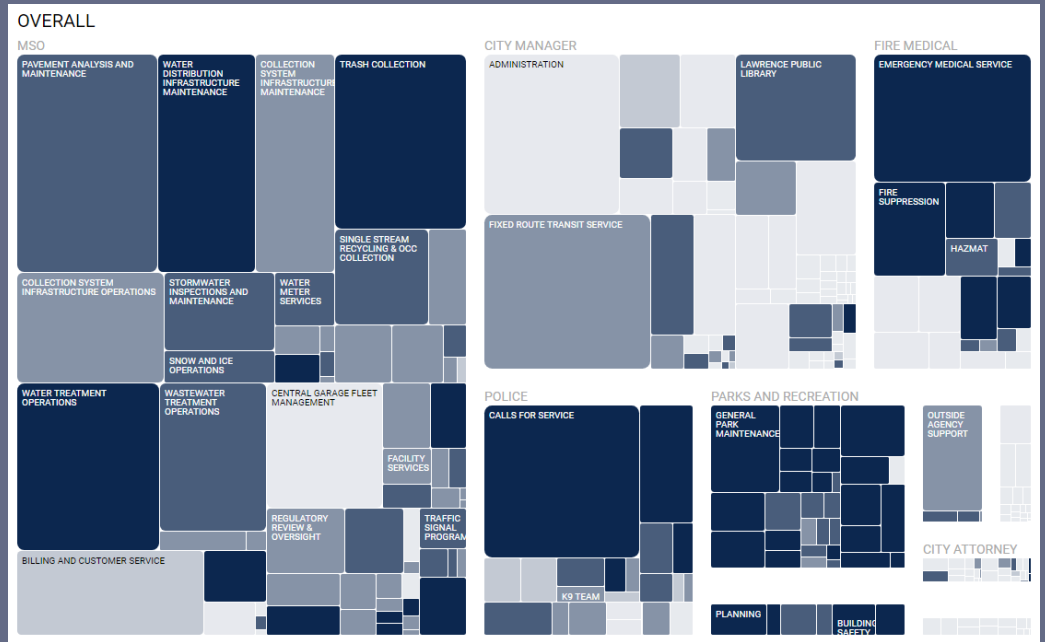 OVERALL
MSO
PAVEMENT ANALYSIS AND
MAINTENANCE
WATER
DISTRIBUTION
INFRASTRUCTURE
MAINTENANCE
COLLECTION
SYSTEM
INFRASTRUCTUR
MAINTENANCE
TRASH COLLECTION
SINGLE STREAM
RECYCLING & OCC
COLLECTION
COLLECTION SYSTEM
INFRASTRUCTURE OPERATIONS
STORMWATER
INSPECTIONS AND
MAINTENANCE
WATER
METER
SERVICES
SNOW AND ICE
OPERATIONS
WATER TREATMENT
OPERATIONS
WASTEWATER
TREATMENT
OPERATIONS
CENTRAL GARAGE FLEET
MANAGEMENT
FACILITY
SERVICES
REGULATORY
REVIEW &
OVERSIGHT
TRAFFIC
SIGNAL
PROGRAM
BILLING AND CUSTOMER SERVICE
CITY MANAGER
ADMINISTRATION
LAWRENCE PUBLIC
LIBRARY
FIXED ROUTE TRANSIT SERVICE
FIRE MEDICAL
EMERGENCY MEDICAL SERVICE
FIRE
SUPPRESSION
HAZMAT
POLICE
CALLS FOR SERVICE
K9 TEAM
PARKS AND RECREATION
GENERAL
PARK
MAINTENANCE
OUTSIDE
AGENCY
SUPPORT
CITY ATTORNEY
PLANNING
BUILDING
SAFETY